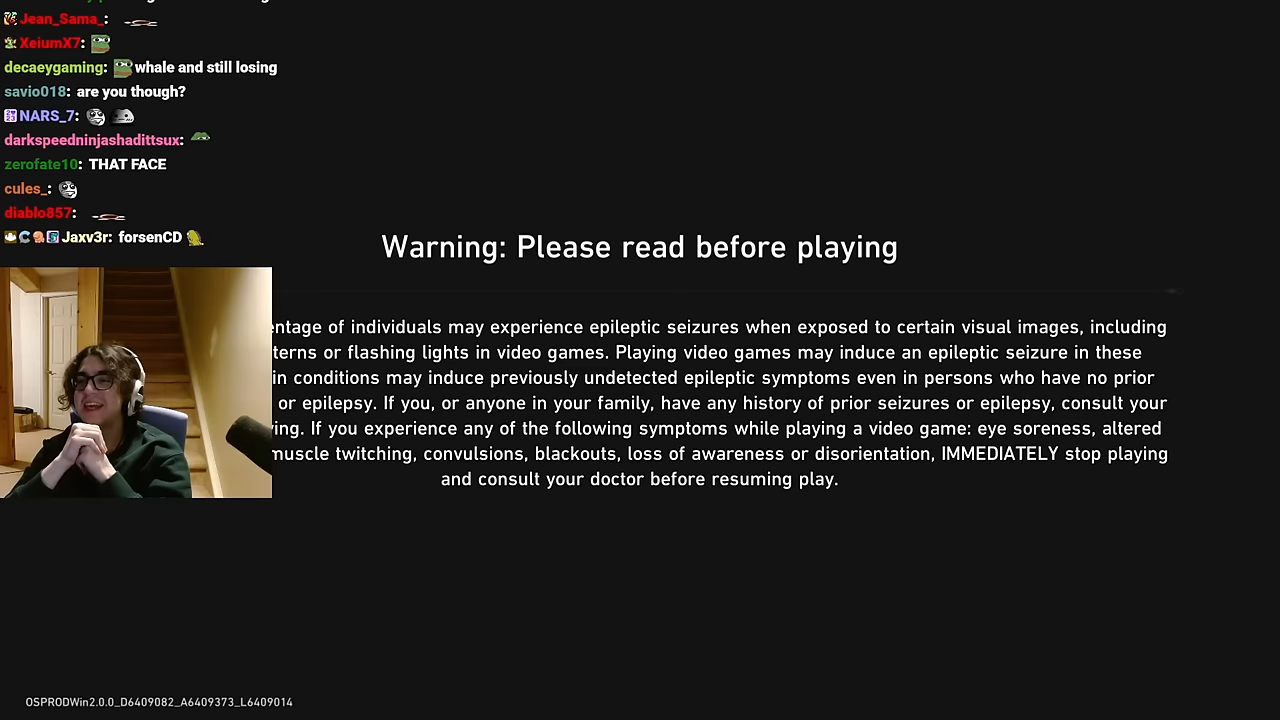 Jean_Sama_:
XeiumX7:
decaeygaming: whale and still losing
savio018: are you though?
NARS_7:
darkspeedninjashadittsux:
zerofate10: THAT FACE
cules_:
diablo857:
Jaxv3r: forsenCD
Warning: Please read before playing
of individuals may experience epileptic seizures when exposed to certain visual images, including
or flashing lights in video games. Playing video games may induce an epileptic seizure in these
conditions may induce previously undetected epileptic symptoms even in persons who have no prior
or epilepsy. If you, or anyone in your family, have any history of prior seizures or epilepsy, consult your
If you experience any of the following symptoms while playing a video game: eye soreness, altered
muscle twitching, convulsions, blackouts, loss of awareness or disorientation, IMMEDIATELY stop playing
and consult your doctor before resuming play.
OSPRODWin2.0.0_D6409082_A6409373_L6409014